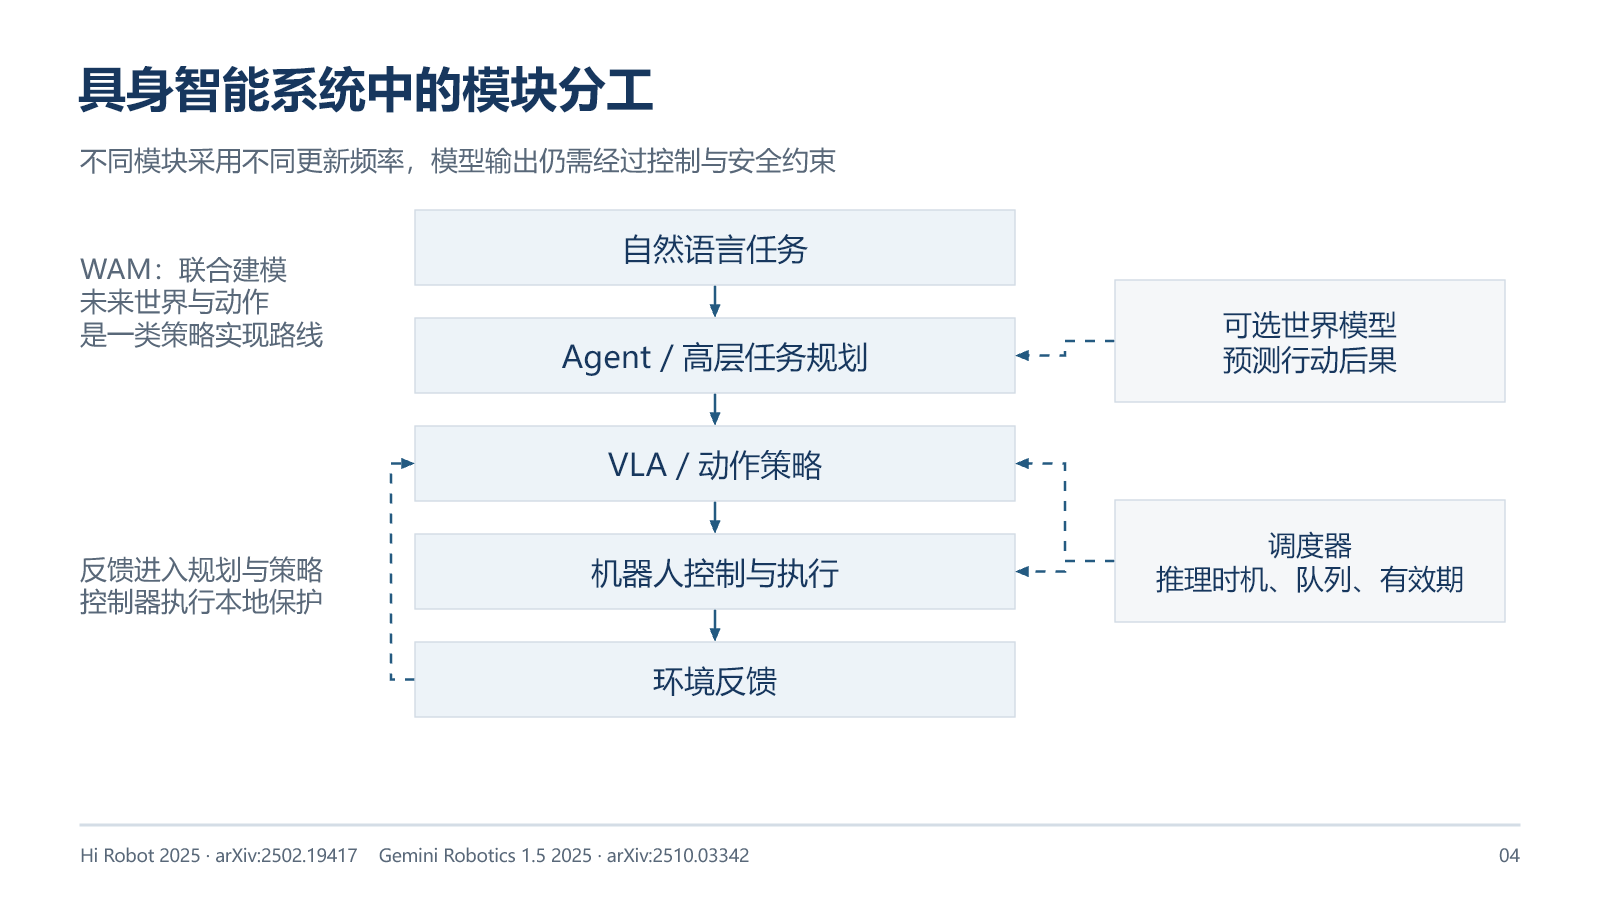 具身智能系统中的模块分工
不同模块采用不同更新频率，模型输出仍需经过控制与安全约束
WAM：联合建模
未来世界与动作
是一类策略实现路线
反馈进入规划与策略
控制器执行本地保护
自然语言任务
Agent / 高层任务规划
VLA / 动作策略
机器人控制与执行
环境反馈
可选世界模型
预测行动后果
调度器
推理时机、队列、有效期
Hi Robot 2025 · arXiv:2502.19417 Gemini Robotics 1.5 2025 · arXiv:2510.03342
04